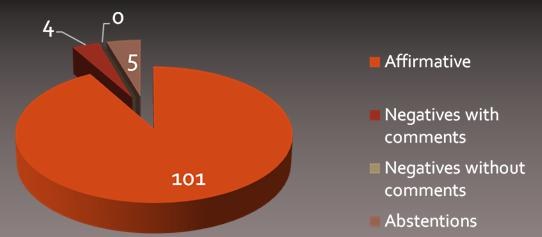 4
0
5
101
Affirmative
Negatives with
comments
Negatives without
comments
Abstentions